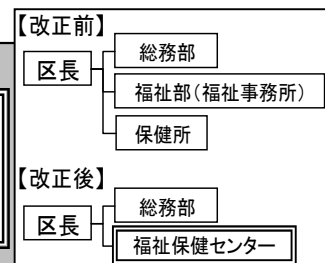 【改正前】
区長
総務部
福祉部(福祉事務所)
保健所
【改正後】
区長
総務部
福祉保健センター